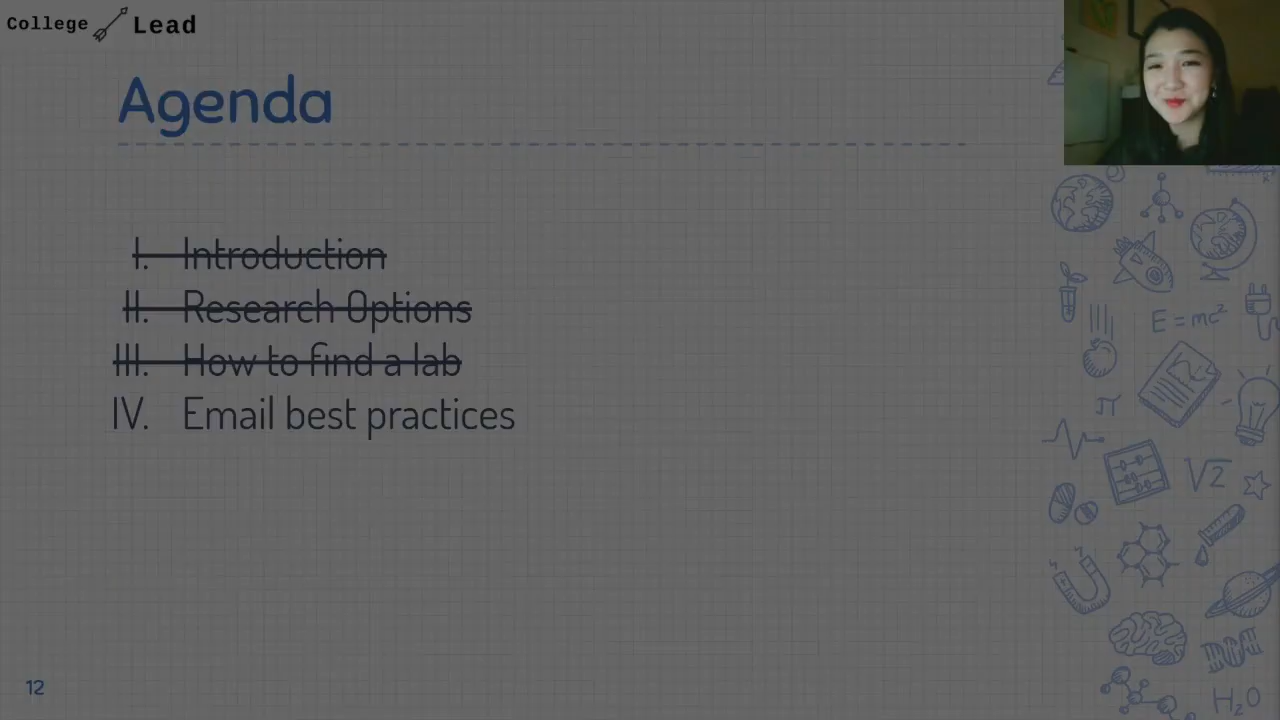 College Lead
Agenda
I. Introduction
II. Research Options
III. How to find a lab
IV. Email best practices
E = mc²
π
√2
H₂O
12